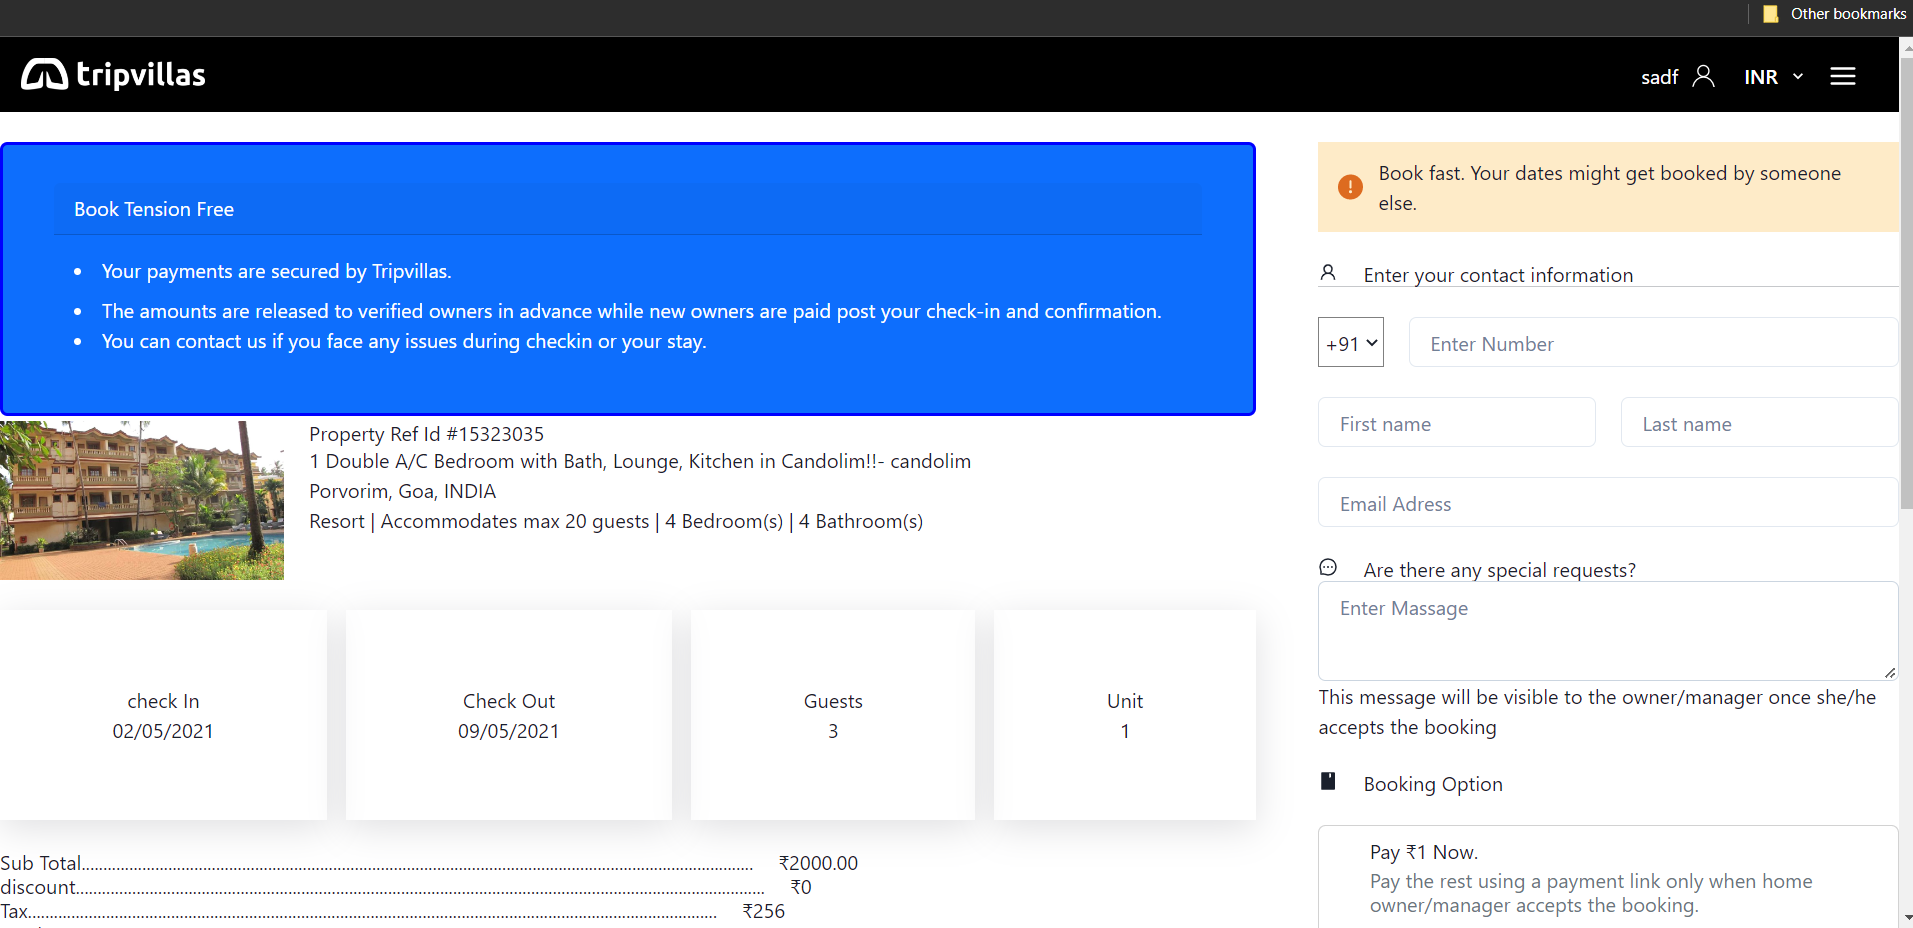 Other bookmarks
tripvillas
sadf
INR
Book Tension Free
Your payments are secured by Tripvillas.
The amounts are released to verified owners in advance while new owners are paid post your check-in and confirmation.
You can contact us if you face any issues during checkin or your stay.
Property Ref Id #15323035
1 Double A/C Bedroom with Bath, Lounge, Kitchen in Candolim!!- candolim
Porvorim, Goa, INDIA
Resort | Accommodates max 20 guests | 4 Bedroom(s) | 4 Bathroom(s)
check In
02/05/2021
Check Out
09/05/2021
Guests
3
Unit
1
Sub Total ₹2000.00
discount ₹0
Tax ₹256
Book fast. Your dates might get booked by someone
else.
Enter your contact information
+91
Enter Number
First name
Last name
Email Adress
Are there any special requests?
Enter Massage
This message will be visible to the owner/manager once she/he
accepts the booking
Booking Option
Pay ₹1 Now.
Pay the rest using a payment link only when home
owner/manager accepts the booking.